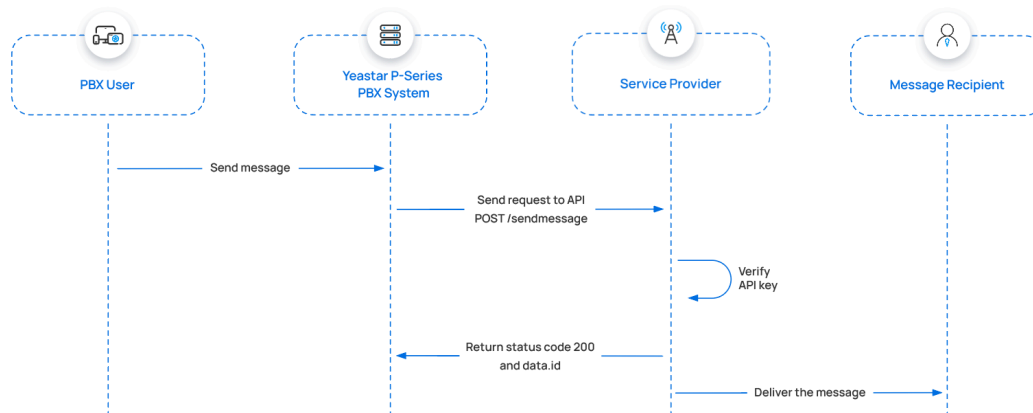 PBX User
Yeastar P-Series
PBX System
Service Provider
Message Recipient
Send message
Send request to API
POST /sendmessage
Verify
API key
Return status code 200
and data.id
Deliver the message